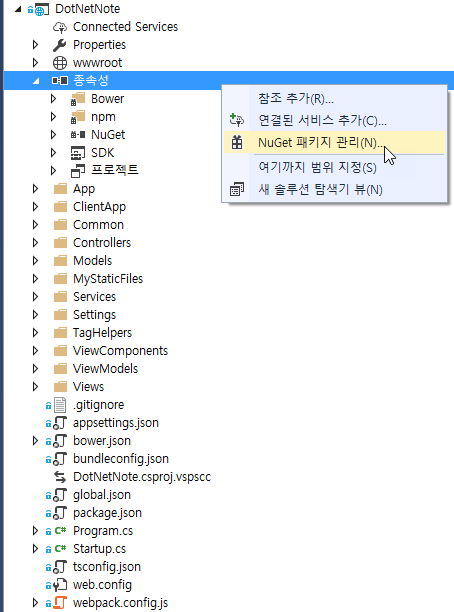 DotNetNote
Connected Services
Properties
wwwroot
종속성
Bower
npm
NuGet
SDK
프로젝트
참조 추가(R)...
연결된 서비스 추가(C)...
NuGet 패키지 관리(N)...
여기까지 범위 지정(S)
새 솔루션 탐색기 뷰(N)
App
ClientApp
Common
Controllers
Models
MyStaticFiles
Services
Settings
TagHelpers
ViewComponents
ViewModels
Views
.gitignore
appsettings.json
bower.json
bundleconfig.json
DotNetNote.csproj.vspscc
global.json
package.json
C# Program.cs
C# Startup.cs
tsconfig.json
web.config
webpack.config.js